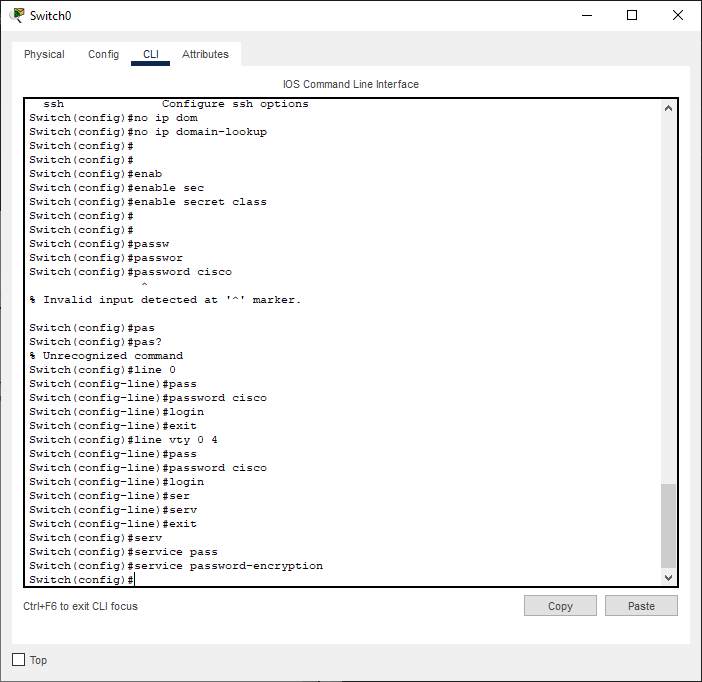 Switch0
Physical Config CLI Attributes
IOS Command Line Interface
ssh Configure ssh options
Switch(config)#no ip dom
Switch(config)#no ip domain-lookup
Switch(config)#
Switch(config)#
Switch(config)#enab
Switch(config)#enable sec
Switch(config)#enable secret class
Switch(config)#
Switch(config)#
Switch(config)#passw
Switch(config)#passwor
Switch(config)#password cisco
^
% Invalid input detected at '^' marker.
Switch(config)#pas
Switch(config)#pas?
% Unrecognized command
Switch(config)#line 0
Switch(config-line)#pass
Switch(config-line)#password cisco
Switch(config-line)#login
Switch(config-line)#exit
Switch(config)#line vty 0 4
Switch(config-line)#pass
Switch(config-line)#password cisco
Switch(config-line)#login
Switch(config-line)#ser
Switch(config-line)#serv
Switch(config-line)#exit
Switch(config)#serv
Switch(config)#service pass
Switch(config)#service password-encryption
Switch(config)#
Ctrl+F6 to exit CLI focus
Copy Paste
Top